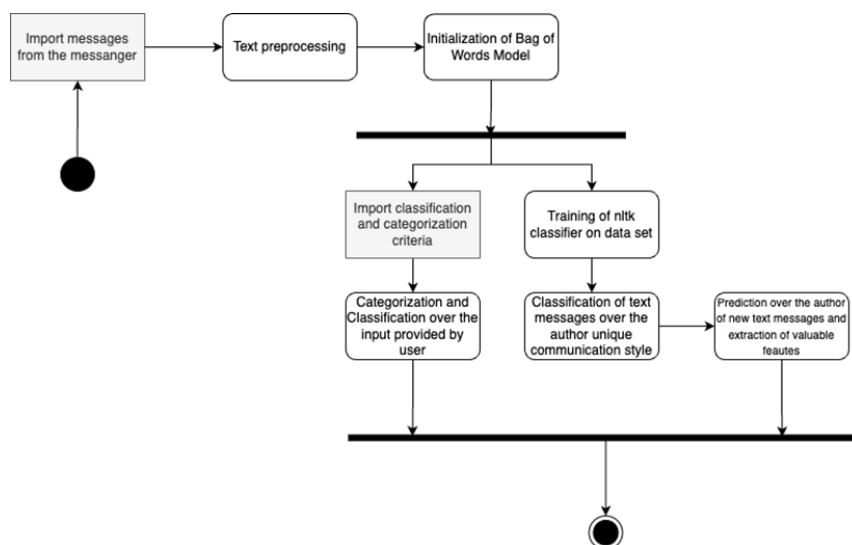 Import messages
from the messanger
Text preprocessing
Initialization of Bag of
Words Model
Import classification
and categorization
criteria
Training of nltk
classifier on data set
Categorization and
Classification over the
input provided by
user
Classification of text
messages over the
author unique
communication style
Prediction over the author
of new text messages and
extraction of valuable
feautes